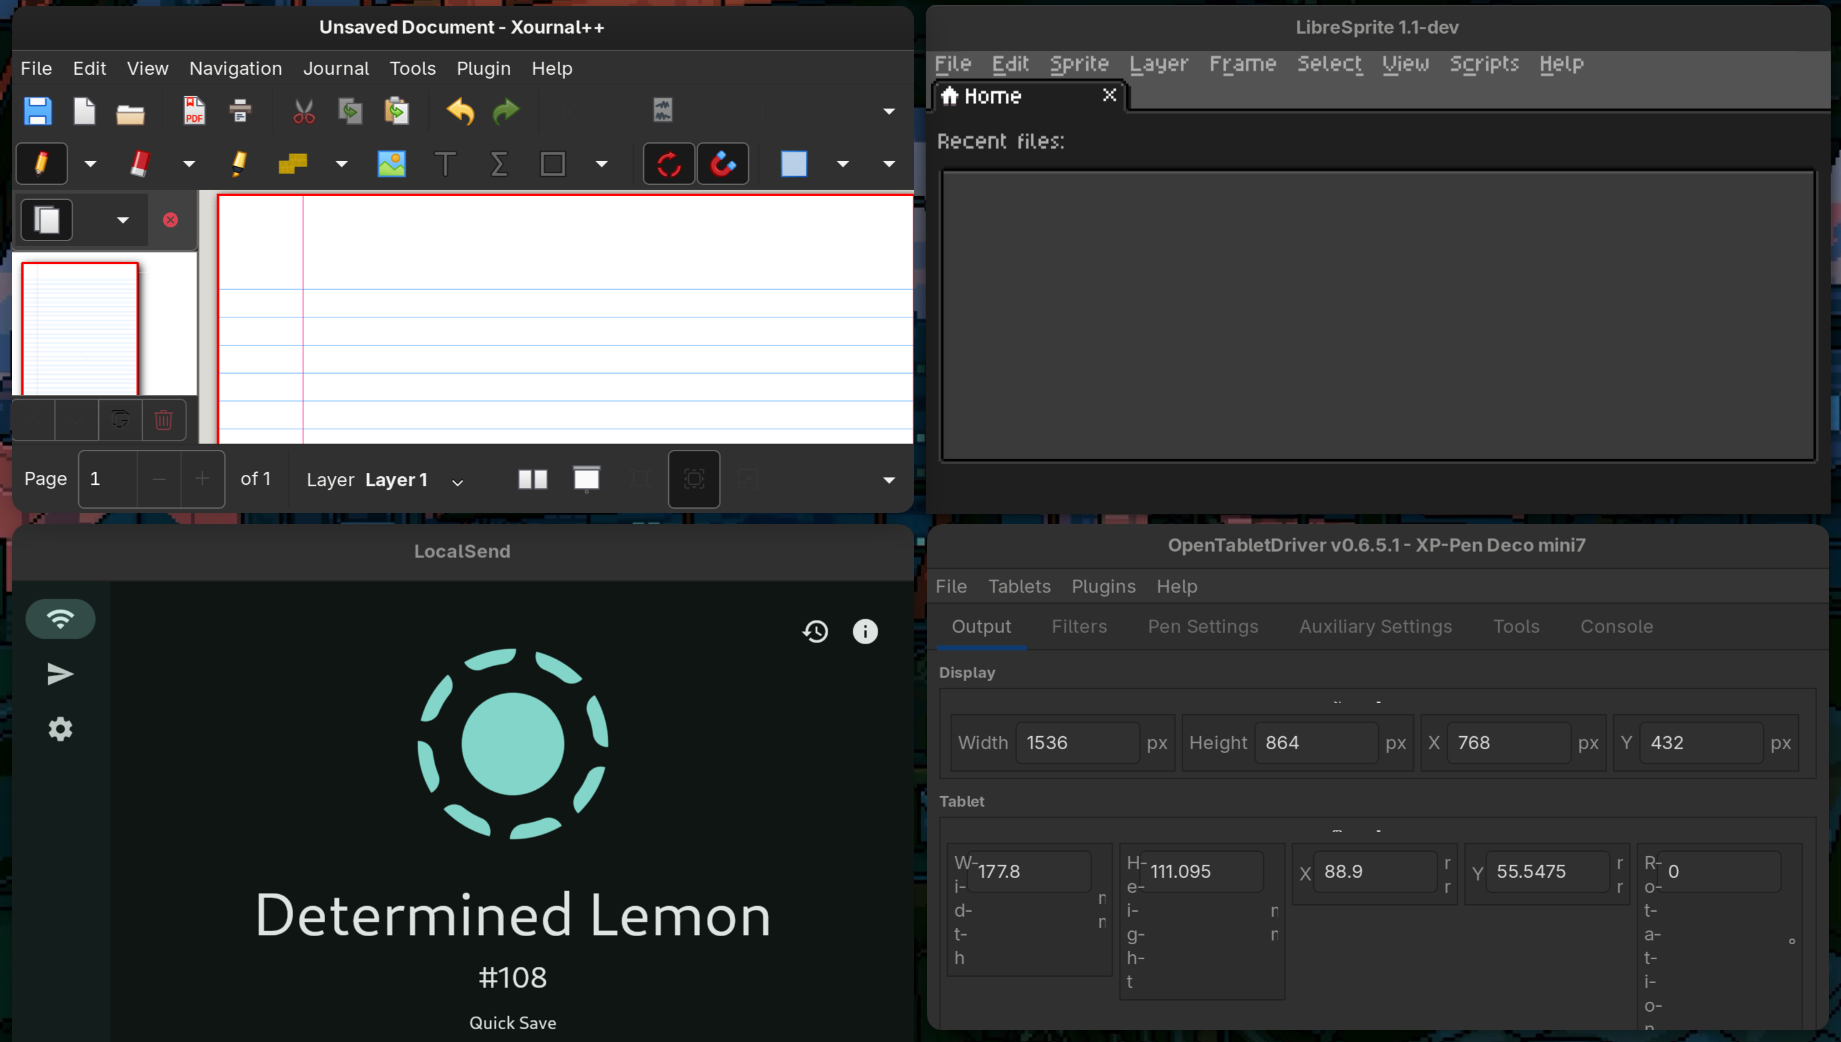 Unsaved Document - Xournal++
File Edit View Navigation Journal Tools Plugin Help
PDF
T Σ
Page 1 of 1 Layer Layer 1
LibreSprite 1.1-dev
File Edit Sprite Layer Frame Select View Scripts Help
Home
Recent files:
LocalSend
Determined Lemon
#108
Quick Save
OpenTabletDriver v0.6.5.1 - XP-Pen Deco mini7
File Tablets Plugins Help
Output Filters Pen Settings Auxiliary Settings Tools Console
Display
Width 1536 px Height 864 px X 768 px Y 432 px
Tablet
W- 177.8 H- 111.095 X 88.9 Y 55.5475 R- 0
i- e- o-
d- i- t-
t- g- a- °
h h- t-
t i-
o-